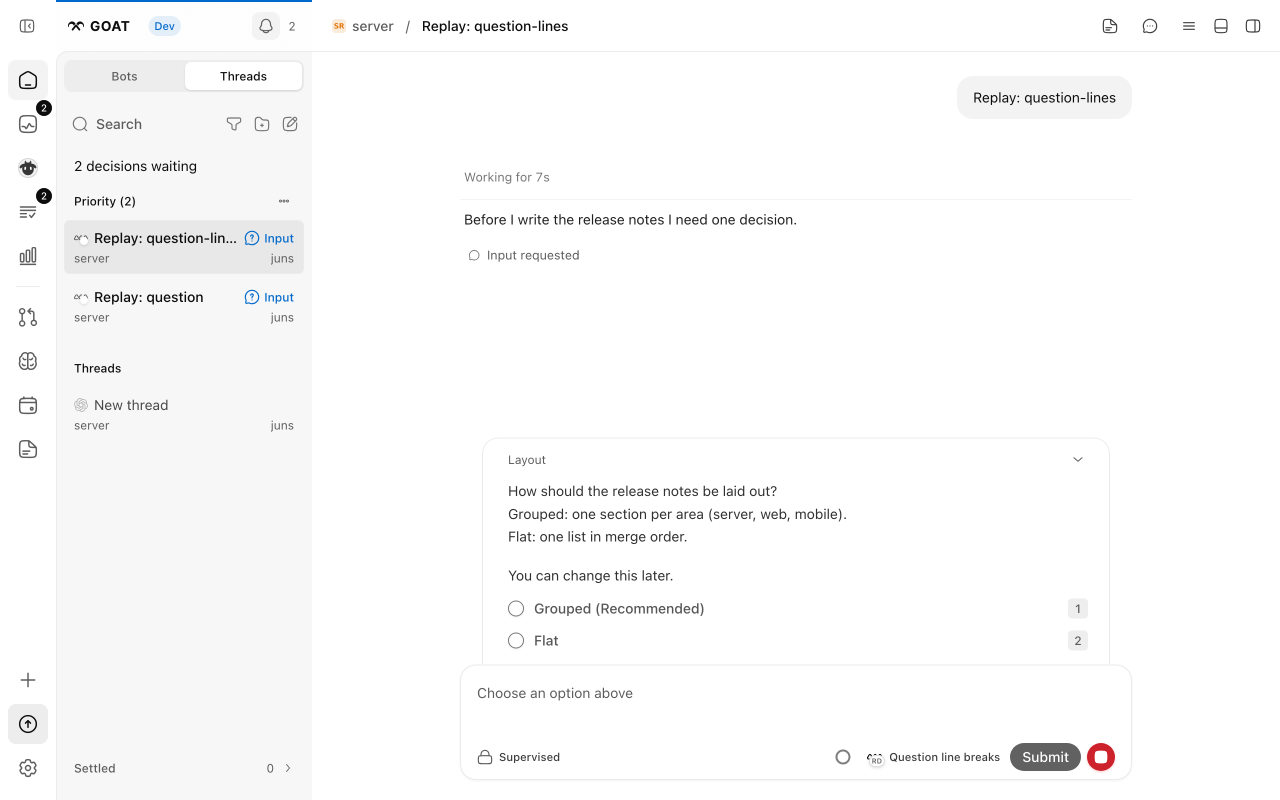 GOAT
Dev
2
SR server / Replay: question-lines
Bots
Threads
2
2
Search
2 decisions waiting
Priority (2)
Replay: question-lin...
Input
server
juns
Replay: question
Input
server
juns
Threads
New thread
server
juns
Settled
0
Replay: question-lines
Working for 7s
Before I write the release notes I need one decision.
Input requested
Layout
How should the release notes be laid out?
Grouped: one section per area (server, web, mobile).
Flat: one list in merge order.
You can change this later.
Grouped (Recommended)
1
Flat
2
Choose an option above
Supervised
RD
Question line breaks
Submit